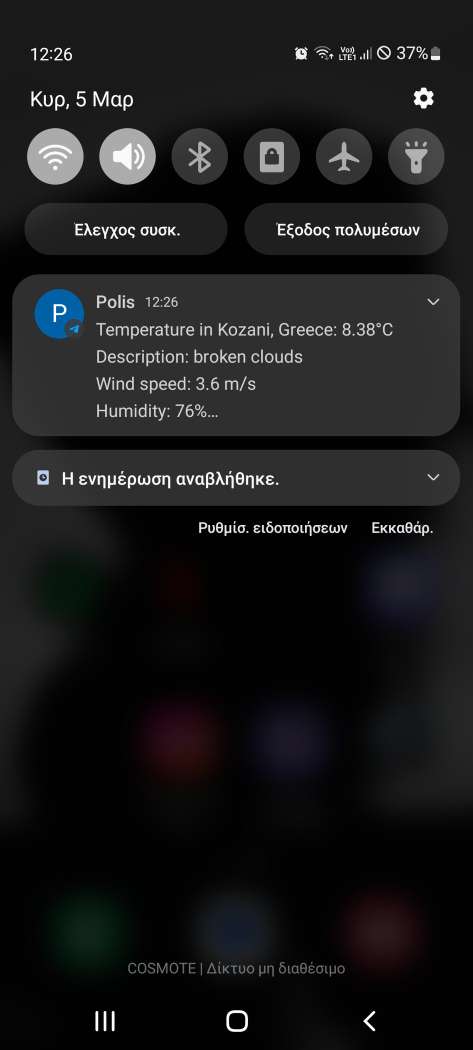 12:26
Vo))
LTE1
37%
Κυρ, 5 Μαρ
Έλεγχος συσκ.
Έξοδος πολυμέσων
P
Polis 12:26
Temperature in Kozani, Greece: 8.38°C
Description: broken clouds
Wind speed: 3.6 m/s
Humidity: 76%...
Η ενημέρωση αναβλήθηκε.
Ρυθμίσ. ειδοποιήσεων Εκκαθάρ.
COSMOTE | Δίκτυο μη διαθέσιμο